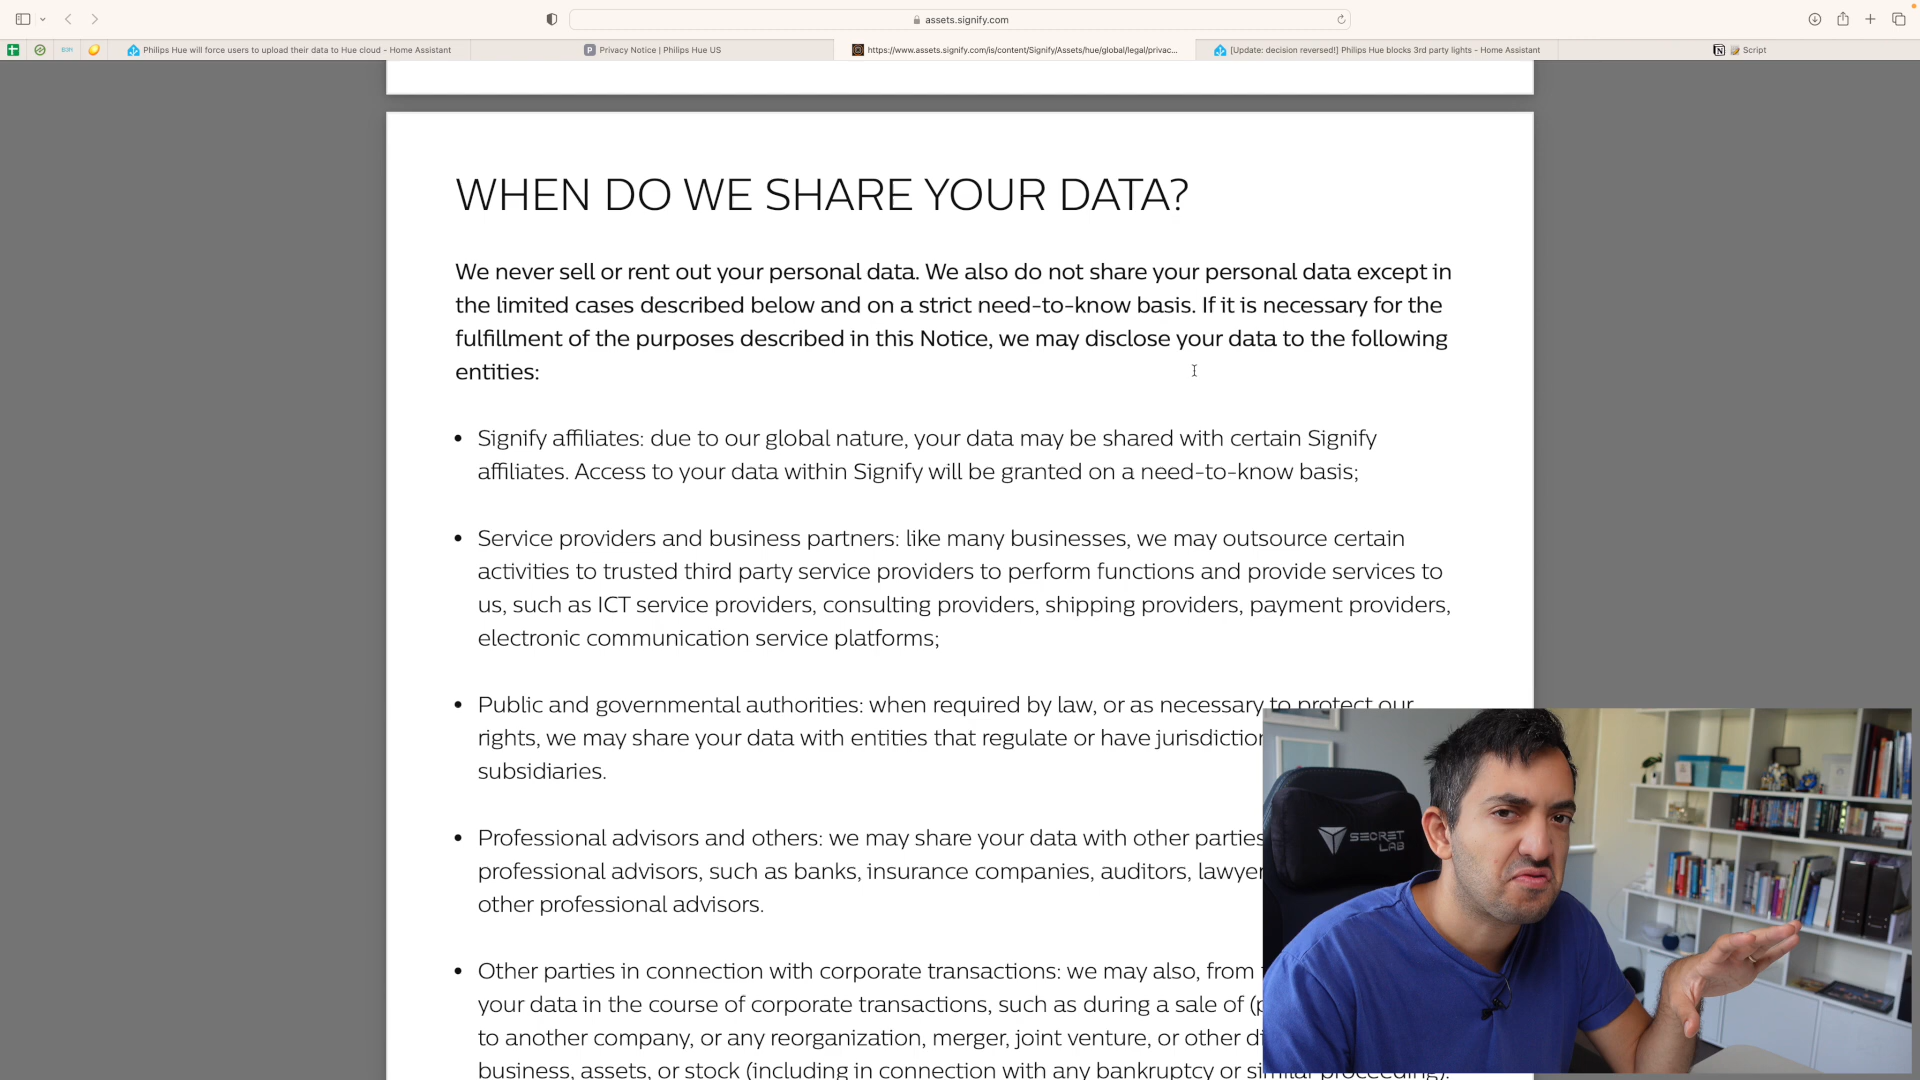 assets.signify.com
Philips Hue will force users to upload their data to Hue cloud - Home Assistant
Privacy Notice | Philips Hue US
https://www.assets.signify.com/is/content/Signify/Assets/hue/global/legal/privac...
[Update: decision reversed!] Philips Hue blocks 3rd party lights - Home Assistant
Script
WHEN DO WE SHARE YOUR DATA?
We never sell or rent out your personal data. We also do not share your personal data except in
the limited cases described below and on a strict need-to-know basis. If it is necessary for the
fulfillment of the purposes described in this Notice, we may disclose your data to the following
entities:
• Signify affiliates: due to our global nature, your data may be shared with certain Signify
affiliates. Access to your data within Signify will be granted on a need-to-know basis;
• Service providers and business partners: like many businesses, we may outsource certain
activities to trusted third party service providers to perform functions and provide services to
us, such as ICT service providers, consulting providers, shipping providers, payment providers,
electronic communication service platforms;
• Public and governmental authorities: when required by law, or as necessary to protect our
rights, we may share your data with entities that regulate or have jurisdiction
subsidiaries.
• Professional advisors and others: we may share your data with other parties
professional advisors, such as banks, insurance companies, auditors, lawyer
other professional advisors.
• Other parties in connection with corporate transactions: we may also, from
your data in the course of corporate transactions, such as during a sale of
to another company, or any reorganization, merger, joint venture, or other
business, assets, or stock (including in connection with any bankruptcy or similar proceeding).
SECRET
LAB